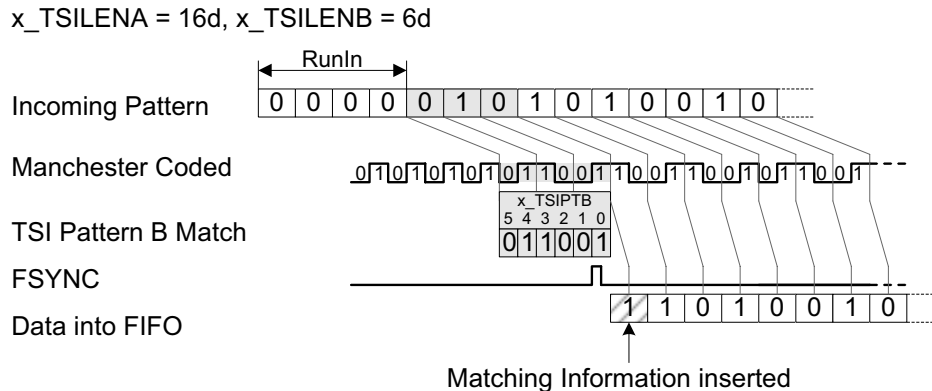 x_TSILENA = 16d, x_TSILENB = 6d
RunIn
Incoming Pattern 0 0 0 0 0 1 0 1 0 1 0 0 1 0
Manchester Coded 0 1 0 1 0 1 0 1 0 1 1 0 0 1 1 0 0 1 1 0 0 1 0 1 1 0 0 1
x_TSIPTB
5 4 3 2 1 0
TSI Pattern B Match 0 1 1 0 0 1
FSYNC
Data into FIFO 1 1 0 1 0 0 1 0
Matching Information inserted